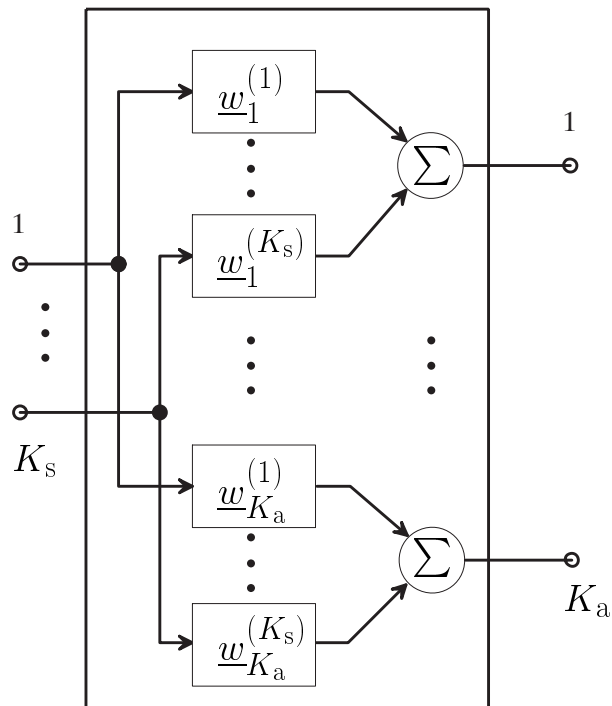 w_1^{(1)}
1
Σ
1
w_1^{(K_s)}
K_s
w_{K_a}^{(1)}
Σ
K_a
w_{K_a}^{(K_s)}